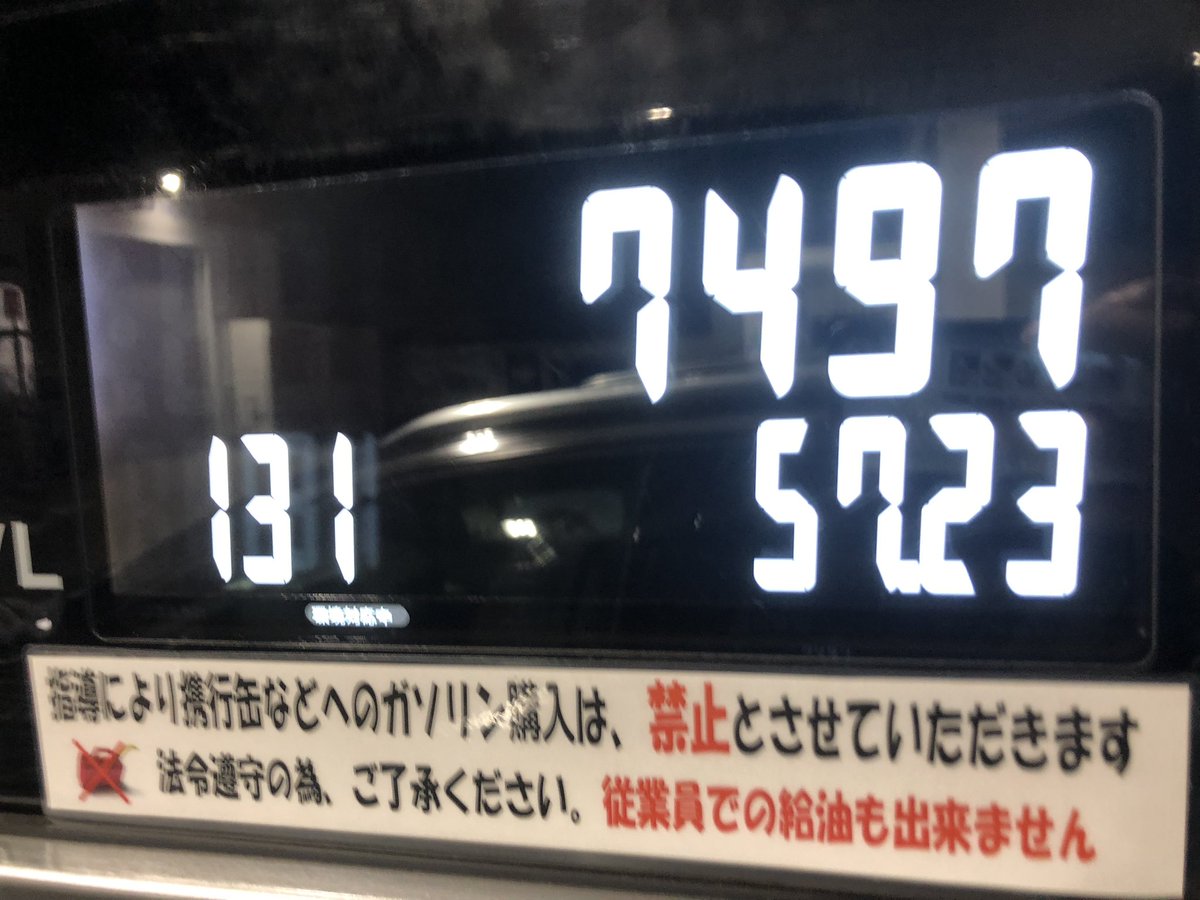 7497
131 57.23
/L
により携行缶などへのガソリン購入は、禁止とさせていただきます
法令遵守の為、ご了承ください。従業員での給油も出来ません